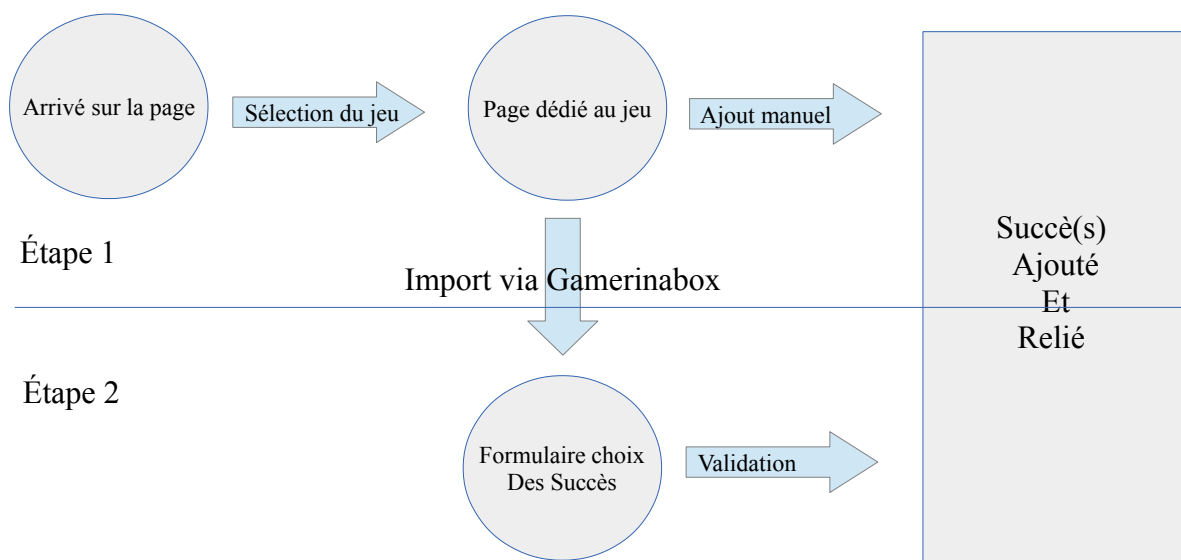 Arrivé sur la page
Sélection du jeu
Page dédié au jeu
Ajout manuel
Étape 1
Import via Gamerinabox
Succè(s)
Ajouté
Et
Relié
Étape 2
Formulaire choix
Des Succès
Validation